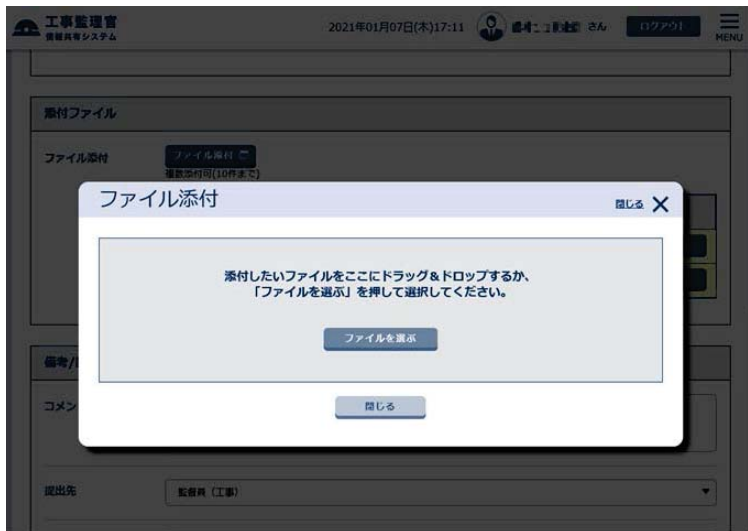 工事監理官
情報共有システム
2021年01月07日(木)17:11
さん
ログアウト
MENU
添付ファイル
ファイル添付
ファイル添付
複数添付可(10件まで)
ファイル添付
閉じる
添付したいファイルをここにドラッグ＆ドロップするか、
「ファイルを選ぶ」を押して選択してください。
ファイルを選ぶ
閉じる
備考/
コメン
提出先
監督員（工事）